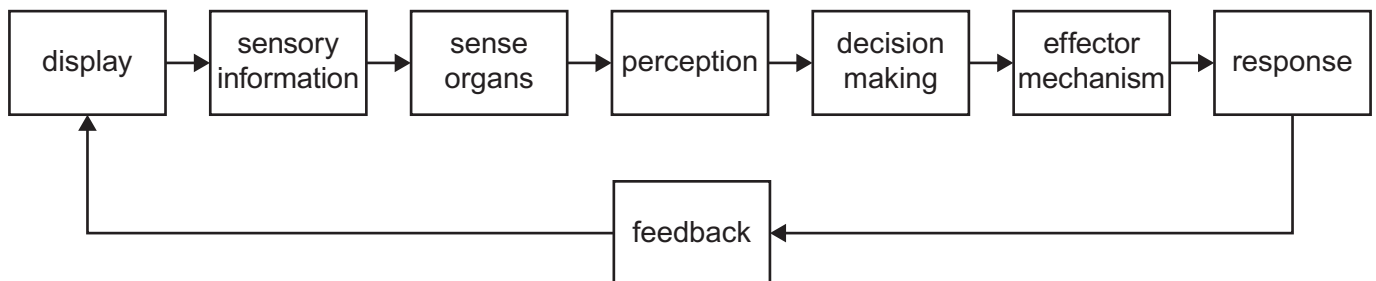 display
sensory
information
sense
organs
perception
decision
making
effector
mechanism
response
feedback